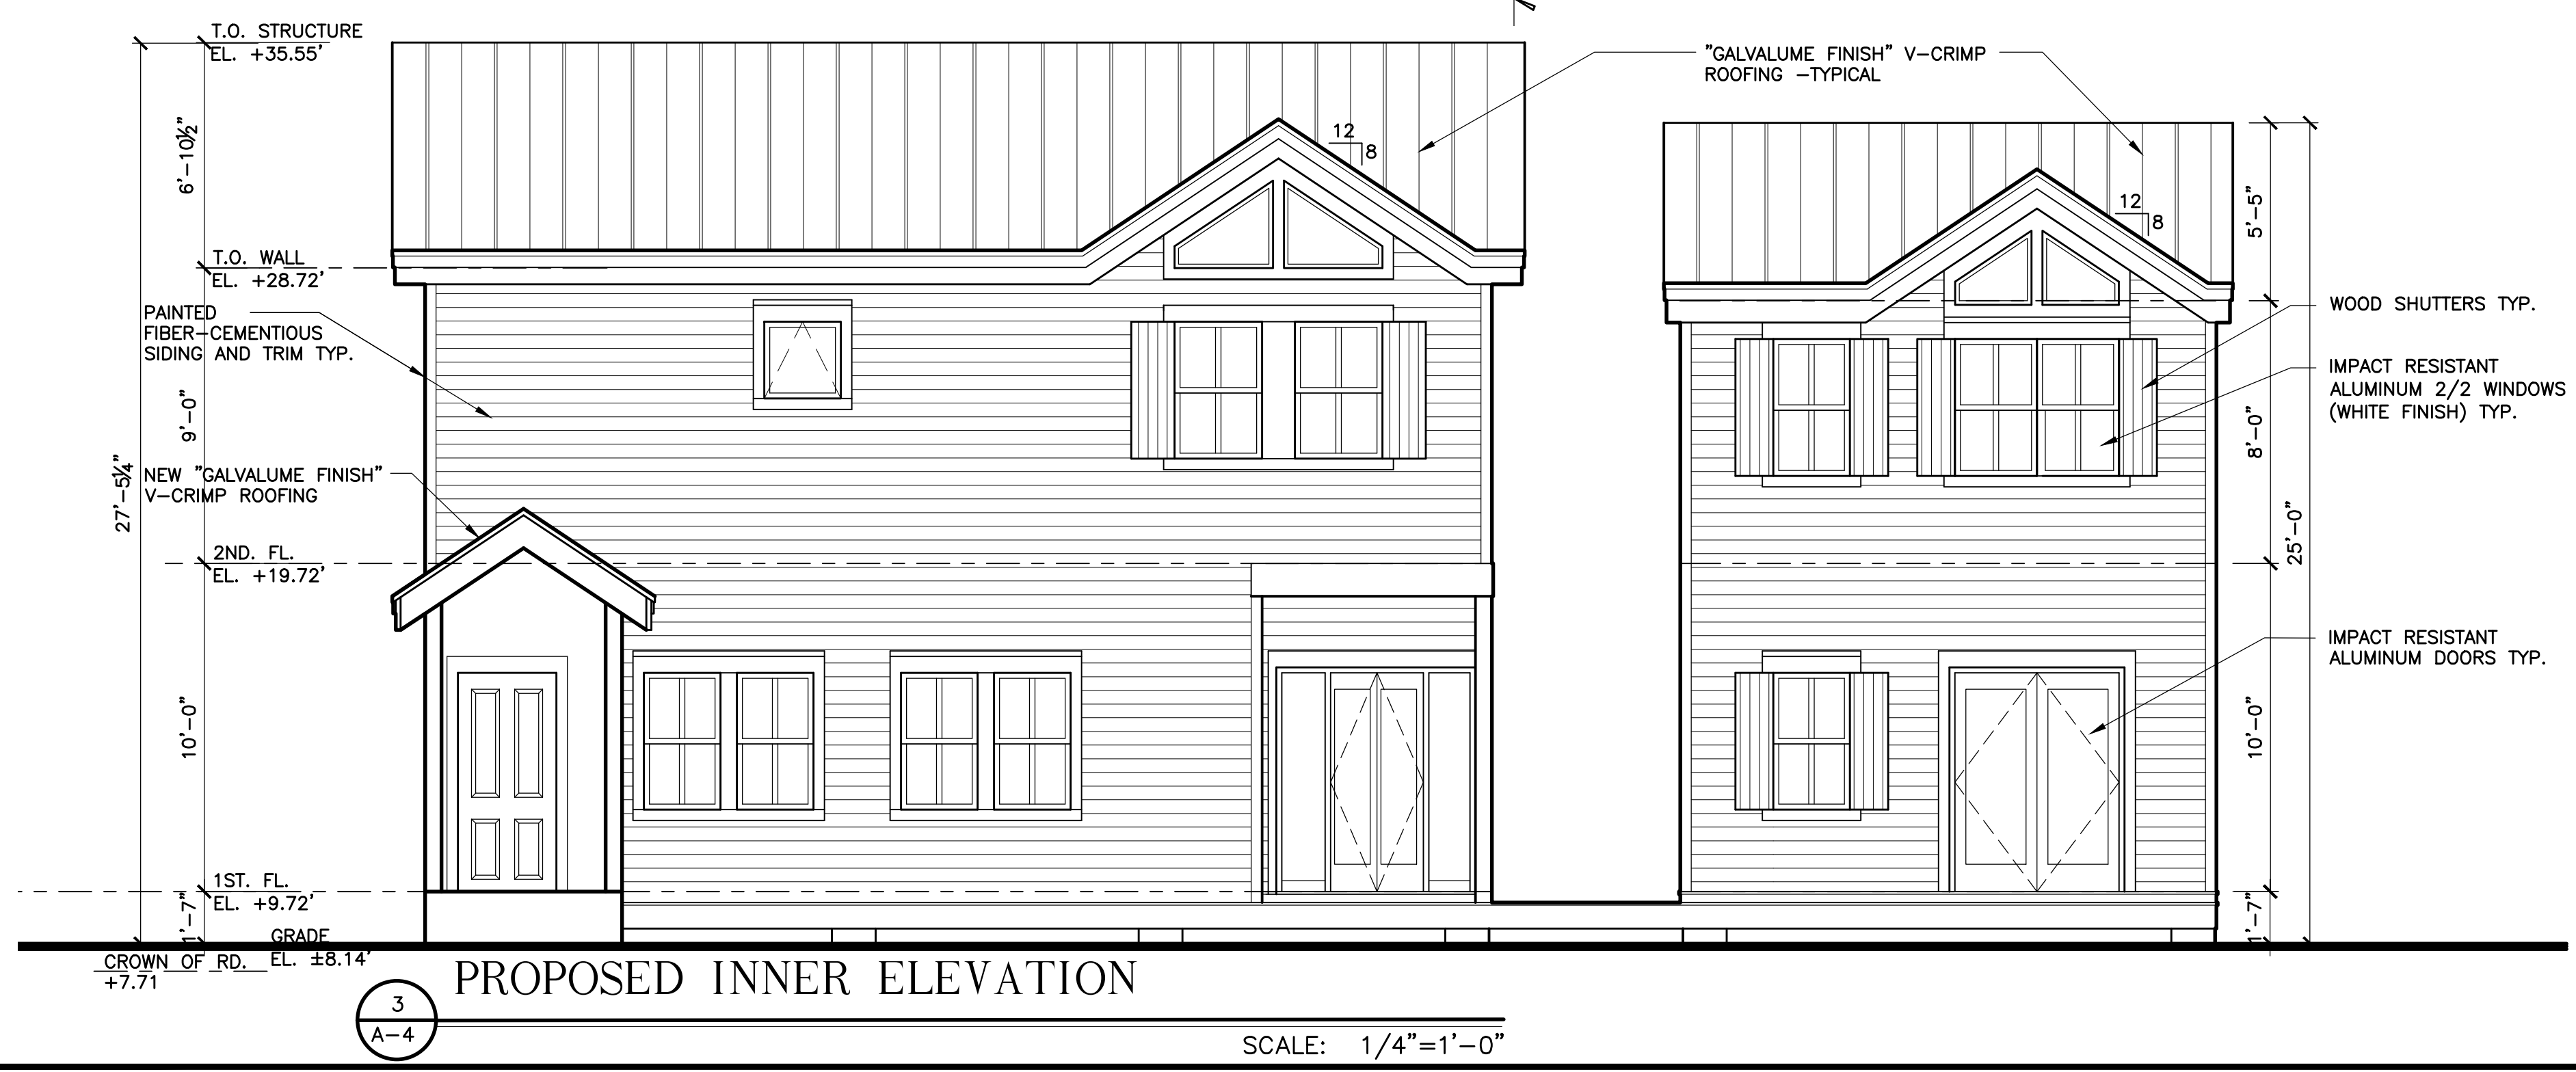 T.O. STRUCTURE
EL. +35.55'
"GALVALUME FINISH" V-CRIMP
ROOFING -TYPICAL
6'-10½"
12
8
12
8
5'-5"
T.O. WALL
EL. +28.72'
PAINTED
FIBER-CEMENTIOUS
SIDING AND TRIM TYP.
WOOD SHUTTERS TYP.
IMPACT RESISTANT
ALUMINUM 2/2 WINDOWS
(WHITE FINISH) TYP.
9'-0"
8'-0"
27'-5¼"
NEW "GALVALUME FINISH"
V-CRIMP ROOFING
25'-0"
2ND. FL.
EL. +19.72'
IMPACT RESISTANT
ALUMINUM DOORS TYP.
10'-0"
10'-0"
1ST. FL.
EL. +9.72'
1'-7"
1'-7"
GRADE
EL. ±8.14'
CROWN OF RD.
+7.71
PROPOSED INNER ELEVATION
3
A-4
SCALE: 1/4"=1'-0"